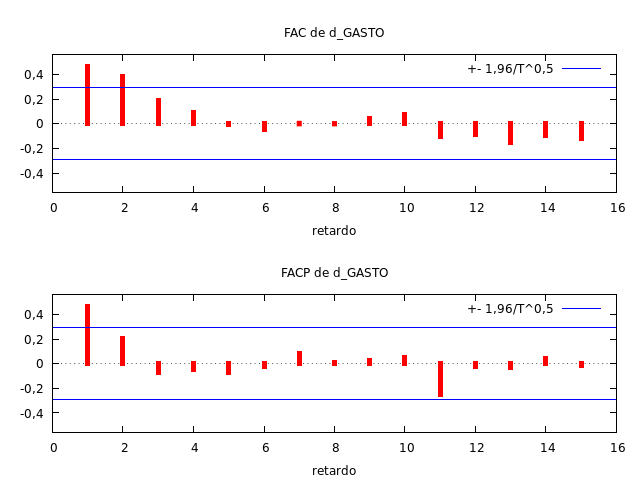 FAC de d_GASTO
+- 1,96/T^0,5
0,4
0,2
0
-0,2
-0,4
0 2 4 6 8 10 12 14 16
retardo
FACP de d_GASTO
+- 1,96/T^0,5
0,4
0,2
0
-0,2
-0,4
0 2 4 6 8 10 12 14 16
retardo